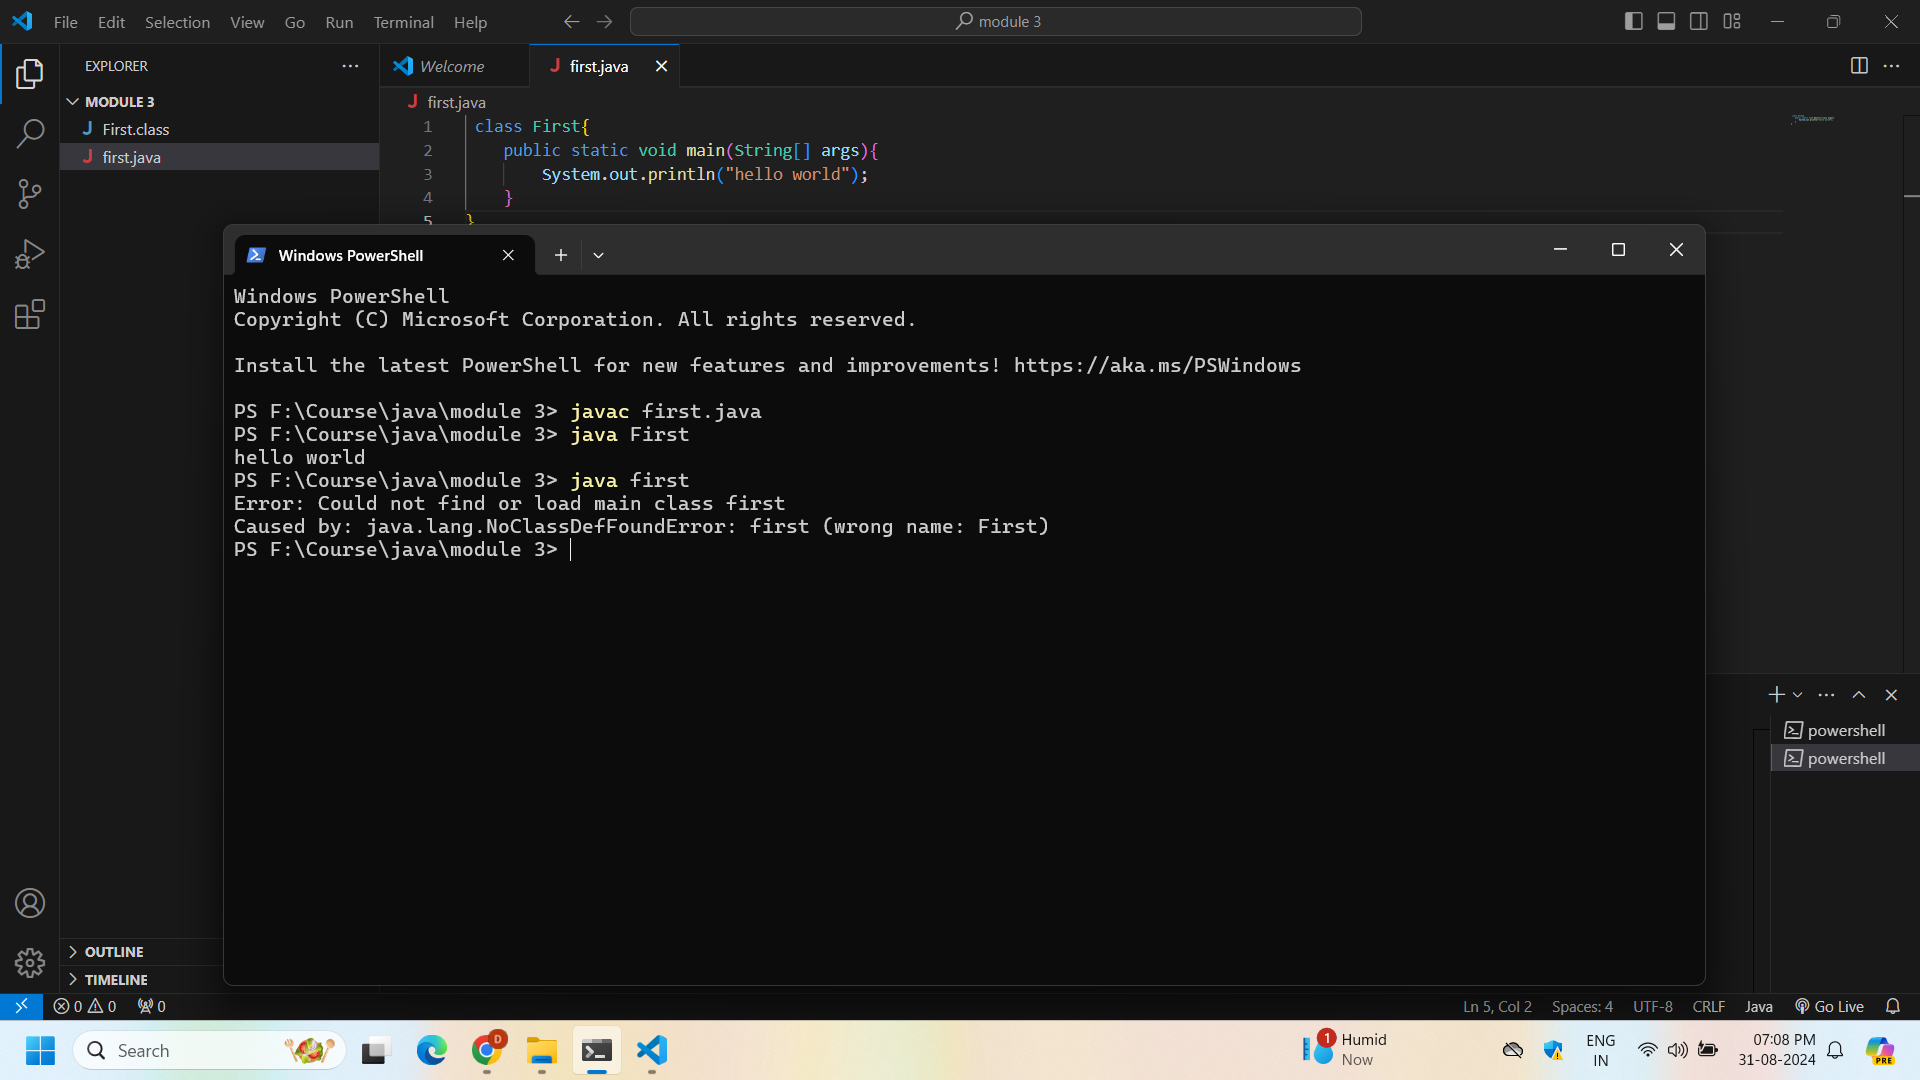 File Edit Selection View Go Run Terminal Help
module 3
EXPLORER
Welcome
first.java
MODULE 3
First.class
first.java
first.java
1 class First{
2 public static void main(String[] args){
3 System.out.println("hello world");
4 }
5 }
Windows PowerShell
Windows PowerShell
Copyright (C) Microsoft Corporation. All rights reserved.
Install the latest PowerShell for new features and improvements! https://aka.ms/PSWindows
PS F:\Course\java\module 3> javac first.java
PS F:\Course\java\module 3> java First
hello world
PS F:\Course\java\module 3> java first
Error: Could not find or load main class first
Caused by: java.lang.NoClassDefFoundError: first (wrong name: First)
PS F:\Course\java\module 3>
powershell
powershell
OUTLINE
TIMELINE
0 0 0
Ln 5, Col 2 Spaces: 4 UTF-8 CRLF Java Go Live
Search
D
1
Humid
Now
ENG
IN
07:08 PM
31-08-2024
PRE